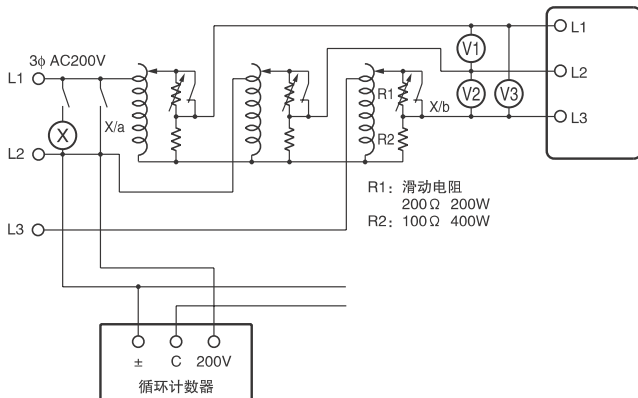 3ϕ AC200V
L1
L2
L3
X
X/a
R1
R2
X/b
V1
V2
V3
L1
L2
L3
R1：滑动电阻
200Ω 200W
R2：100Ω 400W
± C 200V
循环计数器